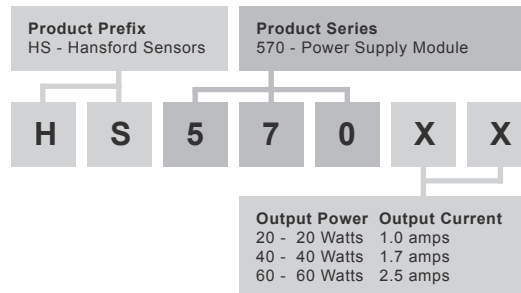 Product Prefix
HS - Hansford Sensors
Product Series
570 - Power Supply Module
H S 5 7 0 X X
Output Power Output Current
20 - 20 Watts 1.0 amps
40 - 40 Watts 1.7 amps
60 - 60 Watts 2.5 amps